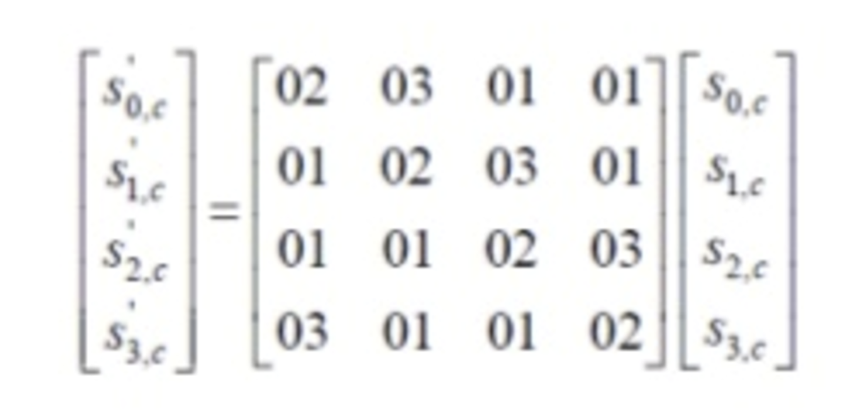 [s'₀,c] = [02 03 01 01] [s₀,c]
[s'₁,c] [01 02 03 01] [s₁,c]
[s'₂,c] [01 01 02 03] [s₂,c]
[s'₃,c] [03 01 01 02] [s₃,c]